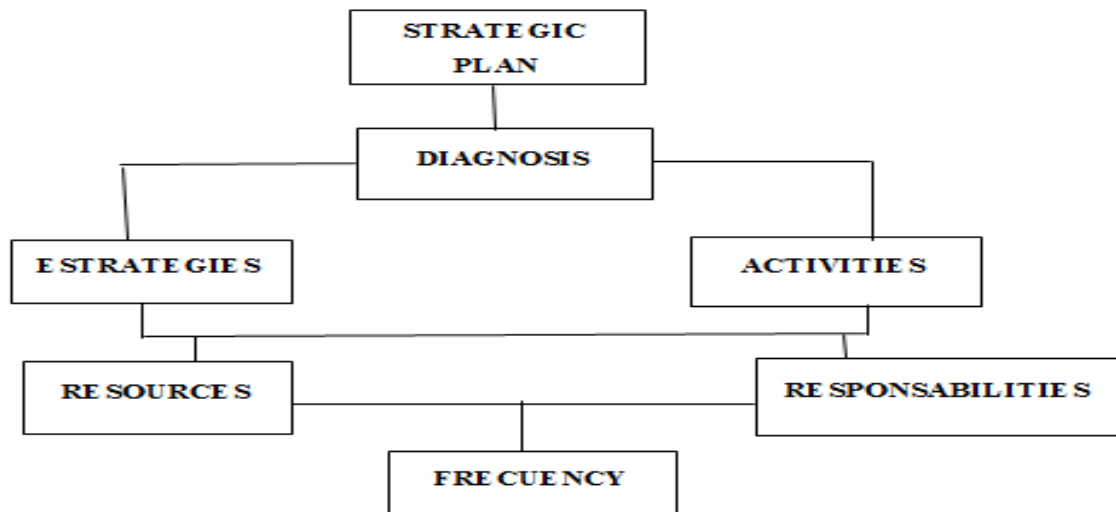 STRATEGIC
PLAN
DIAGNOSIS
ESTRATEGIES
ACTIVITIES
RESOURCES
RESPONSABILITIES
FRECUENCY